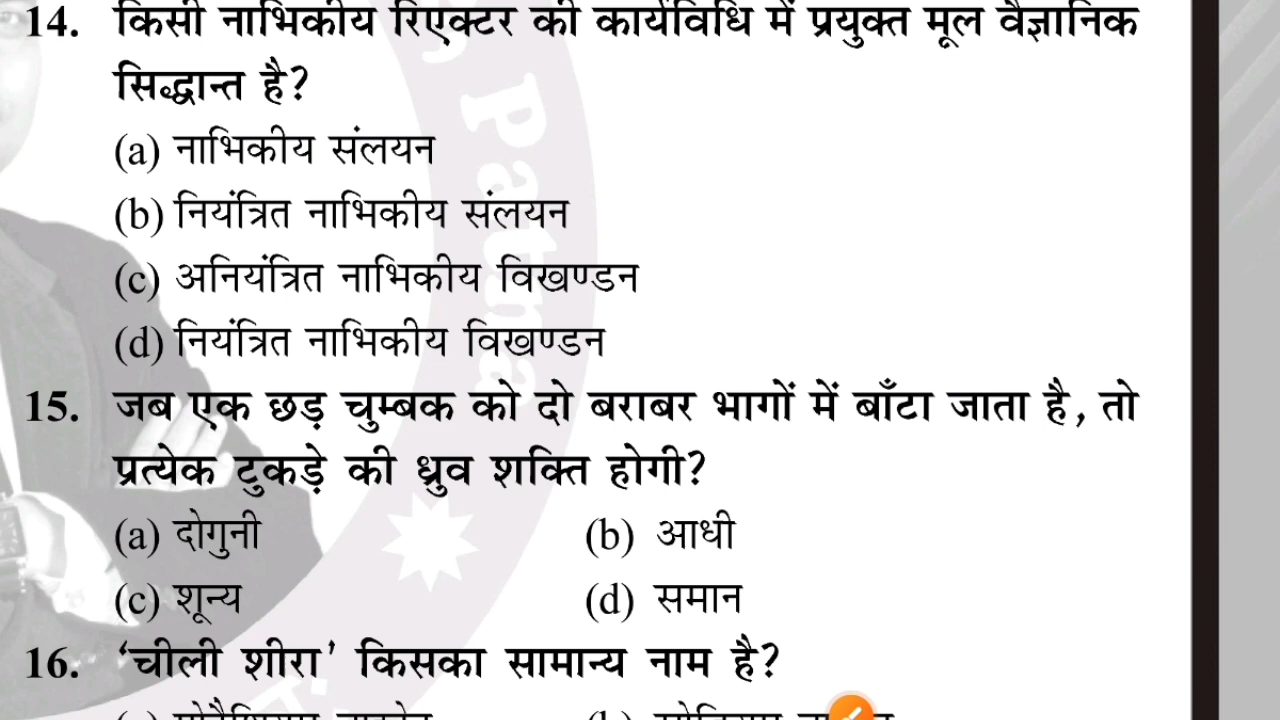 14. किसी नाभिकीय रिएक्टर की कार्यविधि में प्रयुक्त मूल वैज्ञानिक
सिद्धान्त है?
(a) नाभिकीय संलयन
(b) नियंत्रित नाभिकीय संलयन
(c) अनियंत्रित नाभिकीय विखण्डन
(d) नियंत्रित नाभिकीय विखण्डन
15. जब एक छड़ चुम्बक को दो बराबर भागों में बाँटा जाता है, तो
प्रत्येक टुकड़े की ध्रुव शक्ति होगी?
(a) दोगुनी (b) आधी
(c) शून्य (d) समान
16. 'चीली शीरा' किसका सामान्य नाम है?
Patna